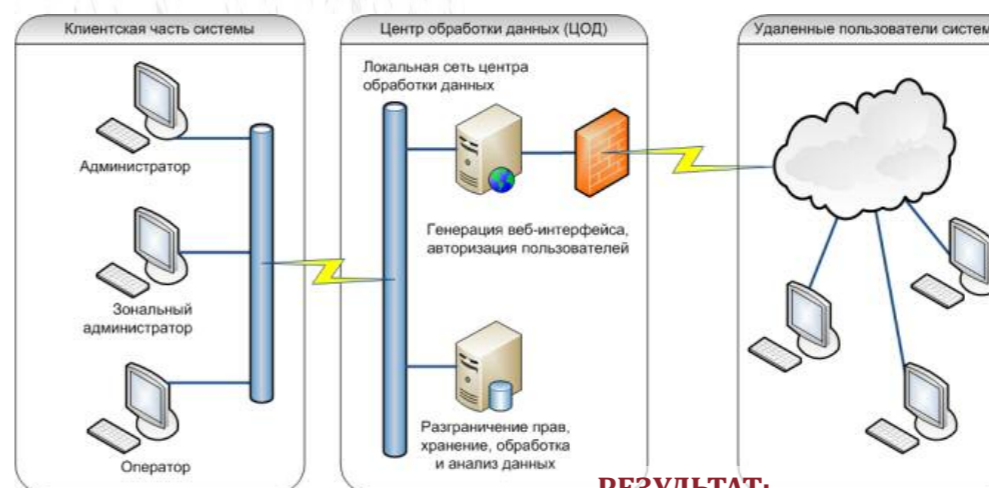 Клиентская часть системы
Администратор
Зональный
администратор
Оператор
Центр обработки данных (ЦОД)
Локальная сеть центра
обработки данных
Генерация веб-интерфейса,
авторизация пользователей
Разграничение прав,
хранение, обработка
и анализ данных
Удаленные пользователи систем
РЕЗУЛЬТАТ: